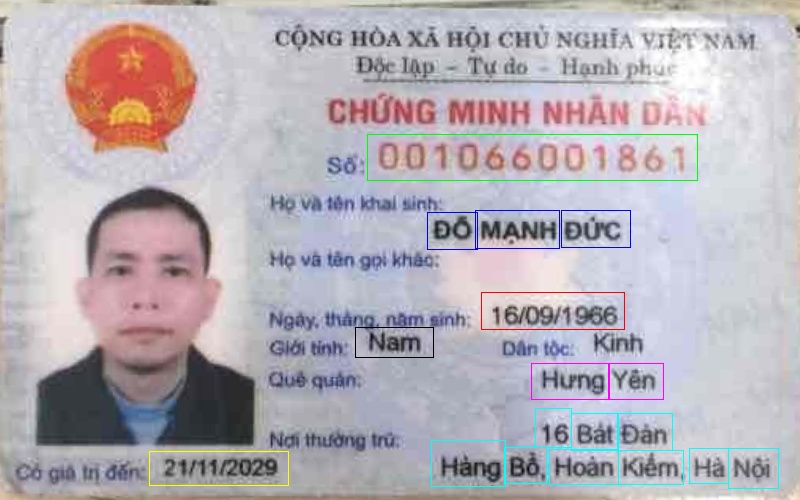 CỘNG HÒA XÃ HỘI CHỦ NGHĨA VIỆT NAM
Độc lập - Tự do - Hạnh phúc
CHỨNG MINH NHÂN DÂN
Số: 001066001861
Họ và tên khai sinh:
ĐỖ MẠNH ĐỨC
Họ và tên gọi khác:
Ngày, tháng, năm sinh: 16/09/1966
Giới tính: Nam Dân tộc: Kinh
Quê quán: Hưng Yên
Nơi thường trú: 16 Bát Đàn
Hàng Bồ, Hoàn Kiếm, Hà Nội
Có giá trị đến: 21/11/2029